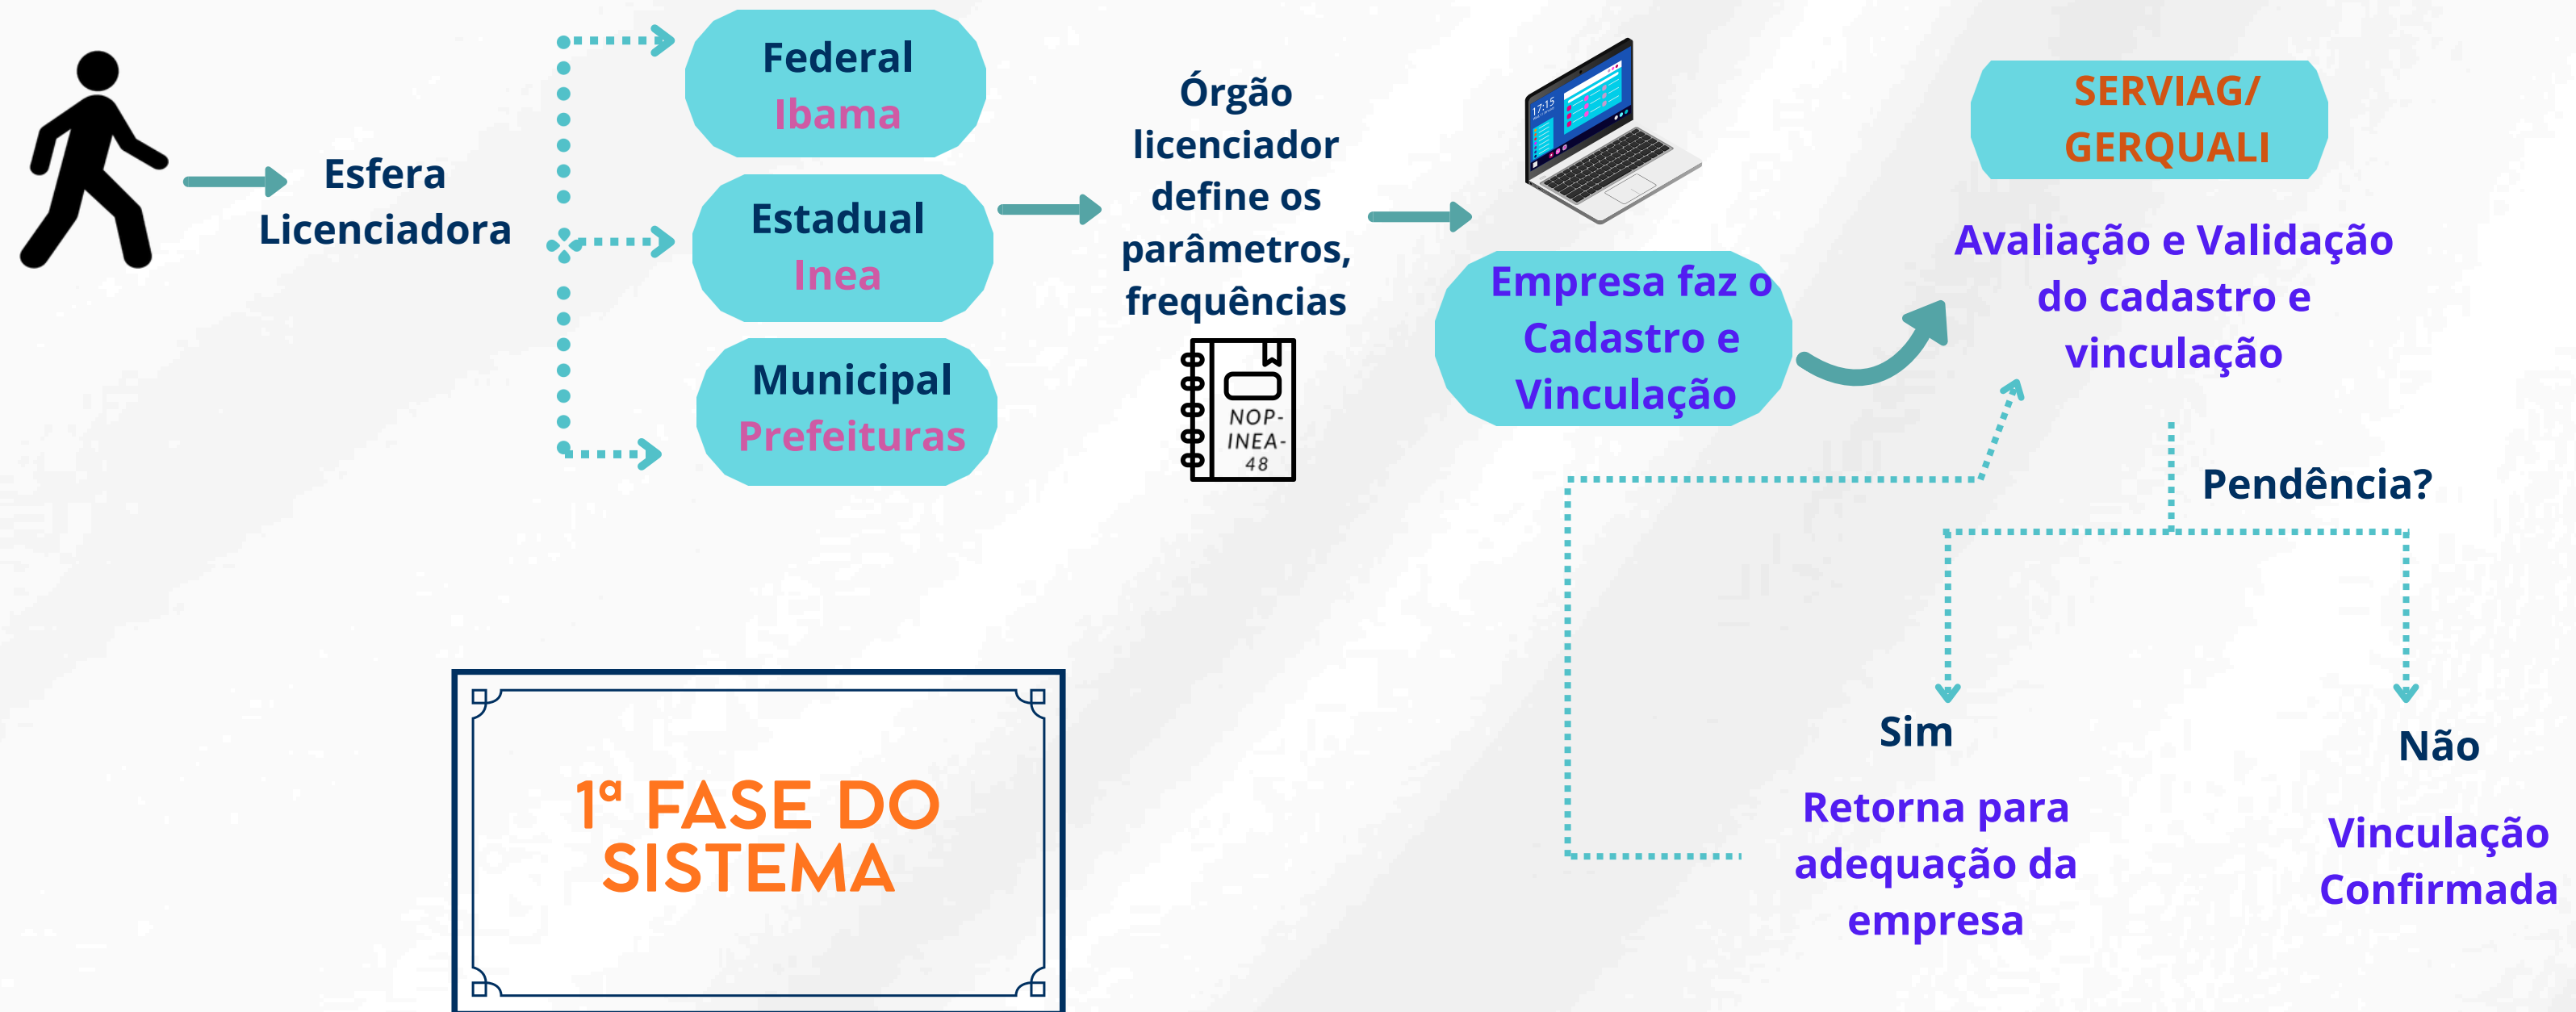 Esfera
Licenciadora
Federal
Ibama
Estadual
Inea
Municipal
Prefeituras
Órgão
licenciador
define os
parâmetros,
frequências
NOP-
INEA-
48
17:15
Empresa faz o
Cadastro e
Vinculação
SERVIAG/
GERQUALI
Avaliação e Validação
do cadastro e
vinculação
Pendência?
Sim
Retorna para
adequação da
empresa
Não
Vinculação
Confirmada
1ª FASE DO
SISTEMA